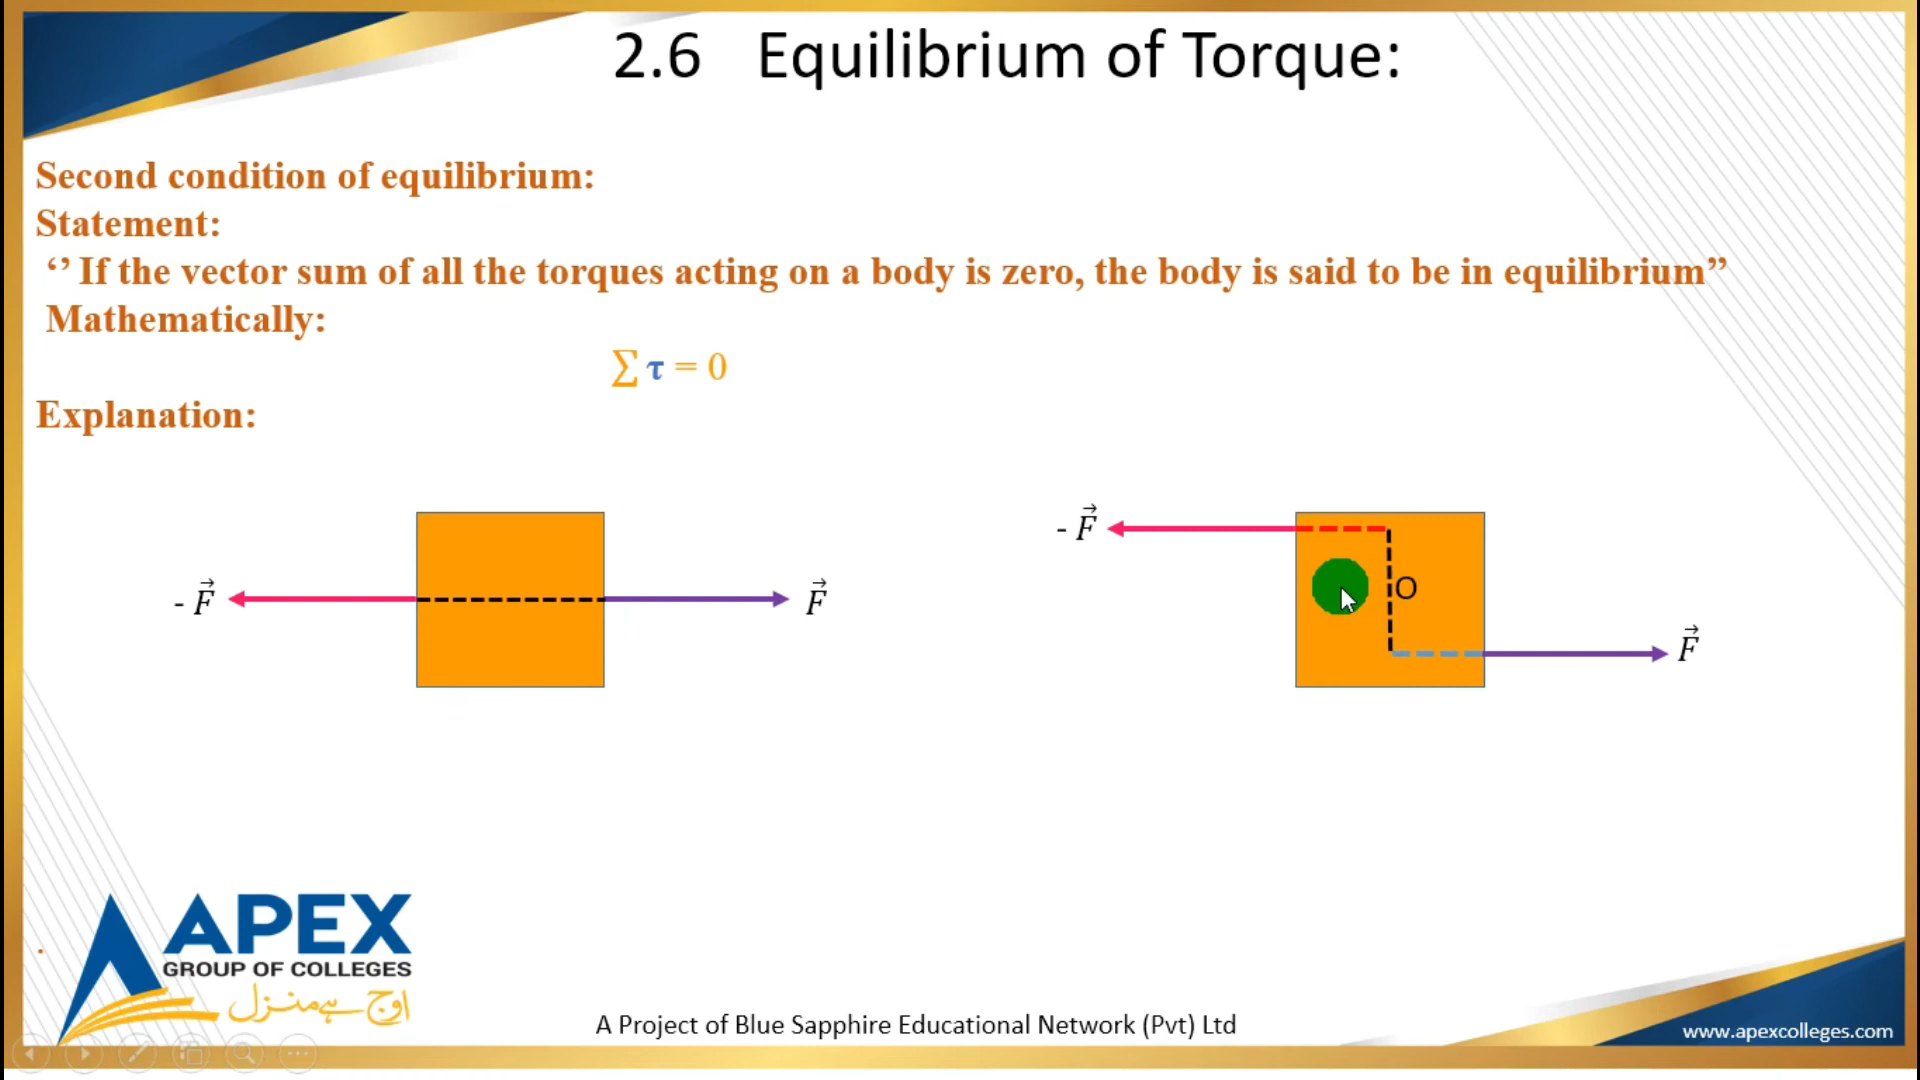 2.6 Equilibrium of Torque:
Second condition of equilibrium:
Statement:
‘’ If the vector sum of all the torques acting on a body is zero, the body is said to be in equilibrium”
Mathematically:
∑ τ = 0
Explanation:
- F⃗
F⃗
- F⃗
O
F⃗
APEX
GROUP OF COLLEGES
اوج ہے منزل
A Project of Blue Sapphire Educational Network (Pvt) Ltd
www.apexcolleges.com